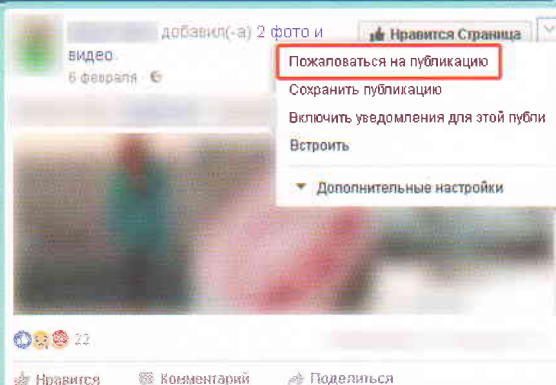 добавил(-а) 2 фото и
видео.
6 февраля
Нравится Страница
Пожаловаться на публикацию
Сохранить публикацию
Включить уведомления для этой публи
Встроить
Дополнительные настройки
22
Нравится Комментарий Поделиться